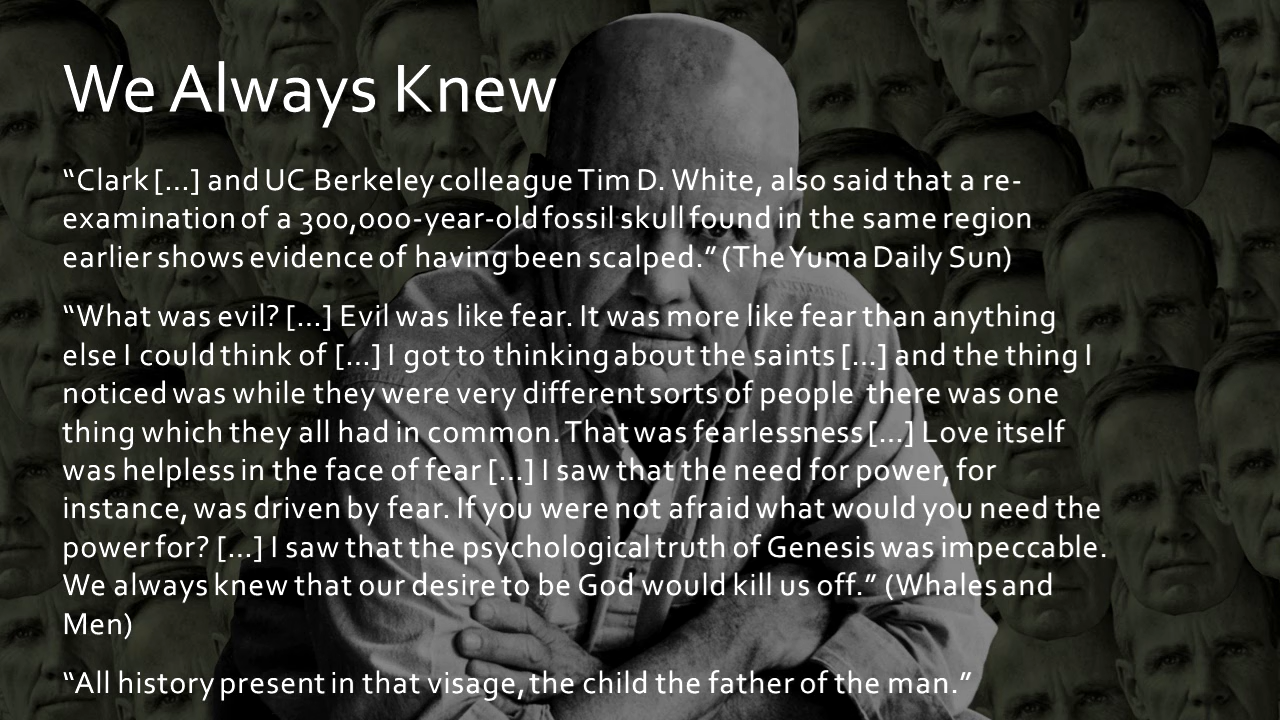 We Always Knew
“Clark […] and UC Berkeley colleague Tim D. White, also said that a re-
examination of a 300,000-year-old fossil skull found in the same region
earlier shows evidence of having been scalped.” (The Yuma Daily Sun)
“What was evil? […] Evil was like fear. It was more like fear than anything
else I could think of […] I got to thinking about the saints […] and the thing I
noticed was while they were very different sorts of people  there was one
thing which they all had in common. That was fearlessness […] Love itself
was helpless in the face of fear […] I saw that the need for power, for
instance, was driven by fear. If you were not afraid what would you need the
power for? […] I saw that the psychological truth of Genesis was impeccable.
We always knew that our desire to be God would kill us off.” (Whales and
Men)
“All history present in that visage, the child the father of the man.”